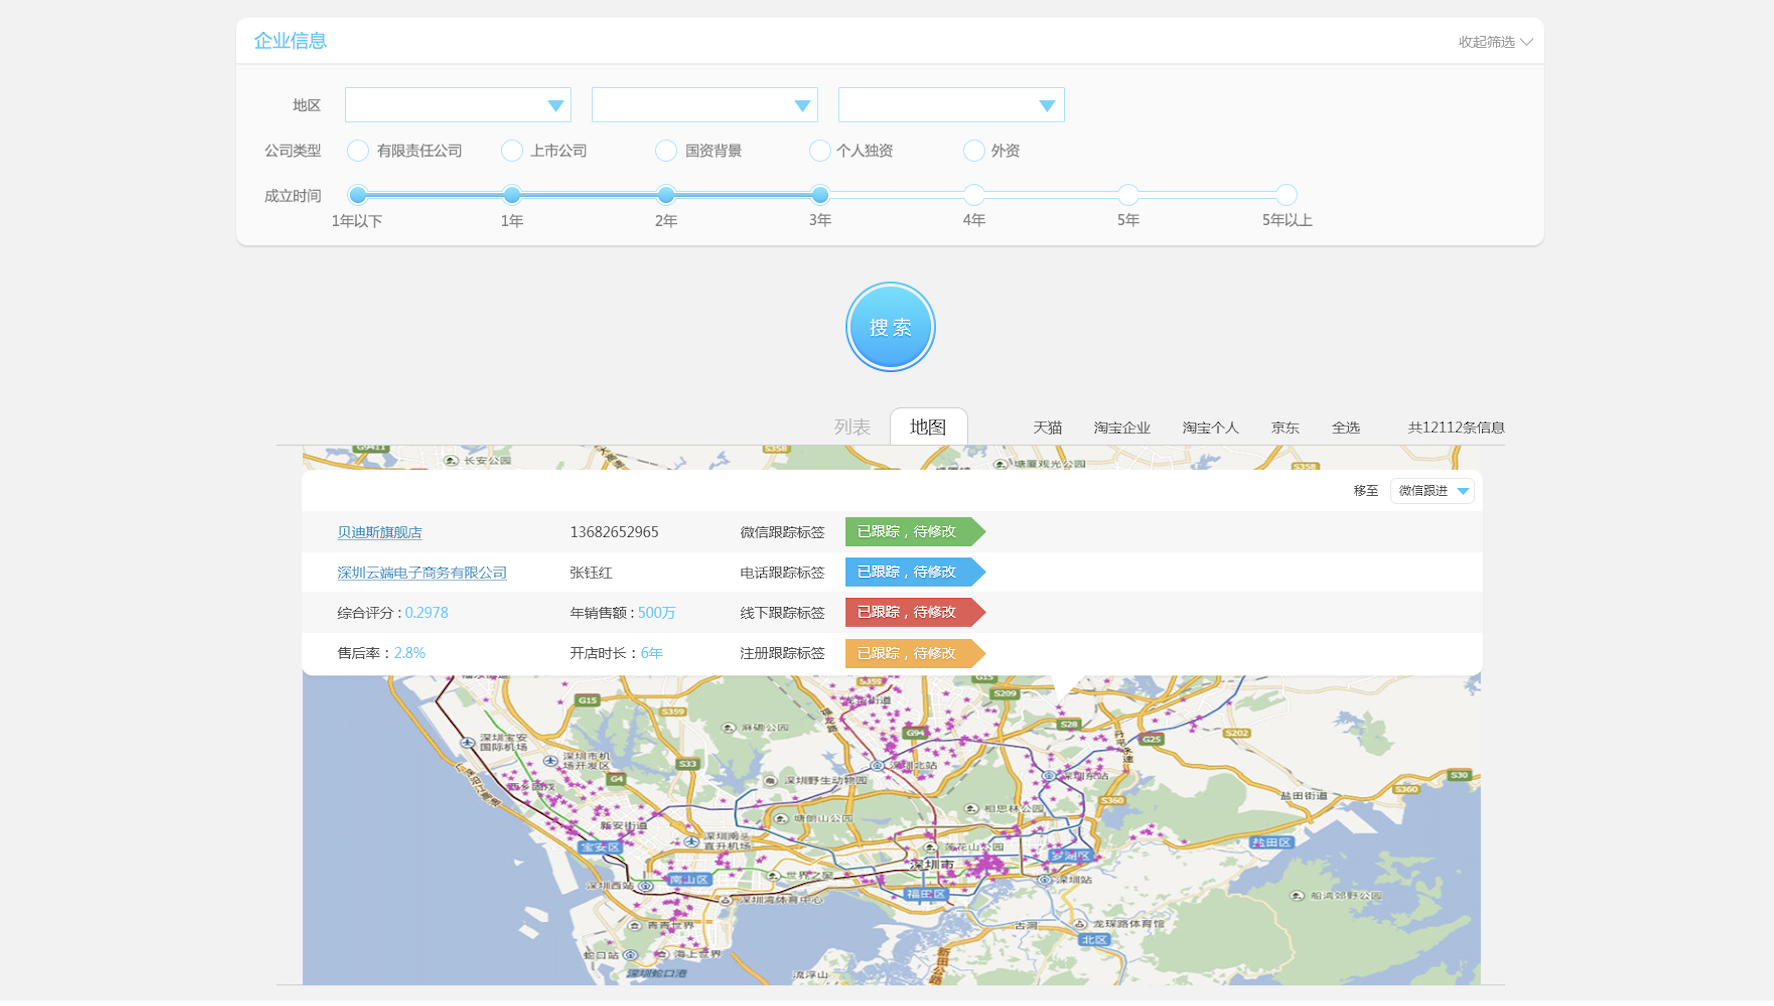 企业信息
收起筛选
地区
公司类型 有限责任公司 上市公司 国资背景 个人独资 外资
成立时间
1年以下 1年 2年 3年 4年 5年 5年以上
搜索
列表 地图 天猫 淘宝企业 淘宝个人 京东 全选 共12112条信息
长安公园 塘厦观光公园 S358 S358
移至 微信跟进
贝迪斯旗舰店 13682652965 微信跟踪标签 已跟踪，待修改
深圳云端电子商务有限公司 张钰红 电话跟踪标签 已跟踪，待修改
综合评分：0.2978 年销售额：500万 线下跟踪标签 已跟踪，待修改
售后率：2.8% 开店时长：6年 注册跟踪标签 已跟踪，待修改
G15 S359 S359 S209 G15
S28 G94 G25 S202
麻磡公园
深圳宝安
国际机场
深圳市机
场开发区
G4 S33 深圳北站 深圳东站 S30
深圳野生动物园 S360 S360
盐田街道
相思林公园
新安街道 塘朗山公园
深圳南头
直升机场
宝安区 莲花山公园 盐田区
深圳市 罗湖区
深圳西站 南山区 世界之窗 深圳站
深圳湾体育中心 福田区 船湾郊野公园
青青世界 古洞 龙琛路体育馆
北区
蛇口站 海上世界
深圳蛇口港 流浮山 新田公路